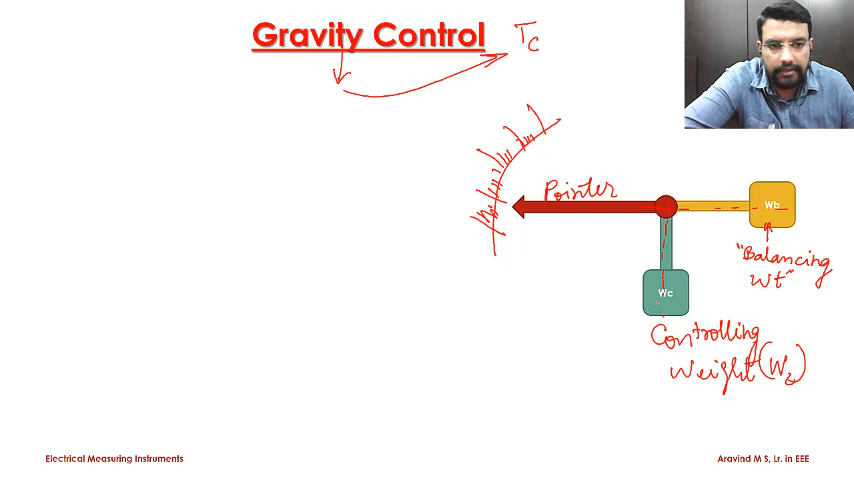 Gravity Control
Tc
Pointer
Wb
"Balancing
Wt"
Wc
Controlling
Weight (Wc)
Electrical Measuring Instruments
Aravind M S, Lr. in EEE